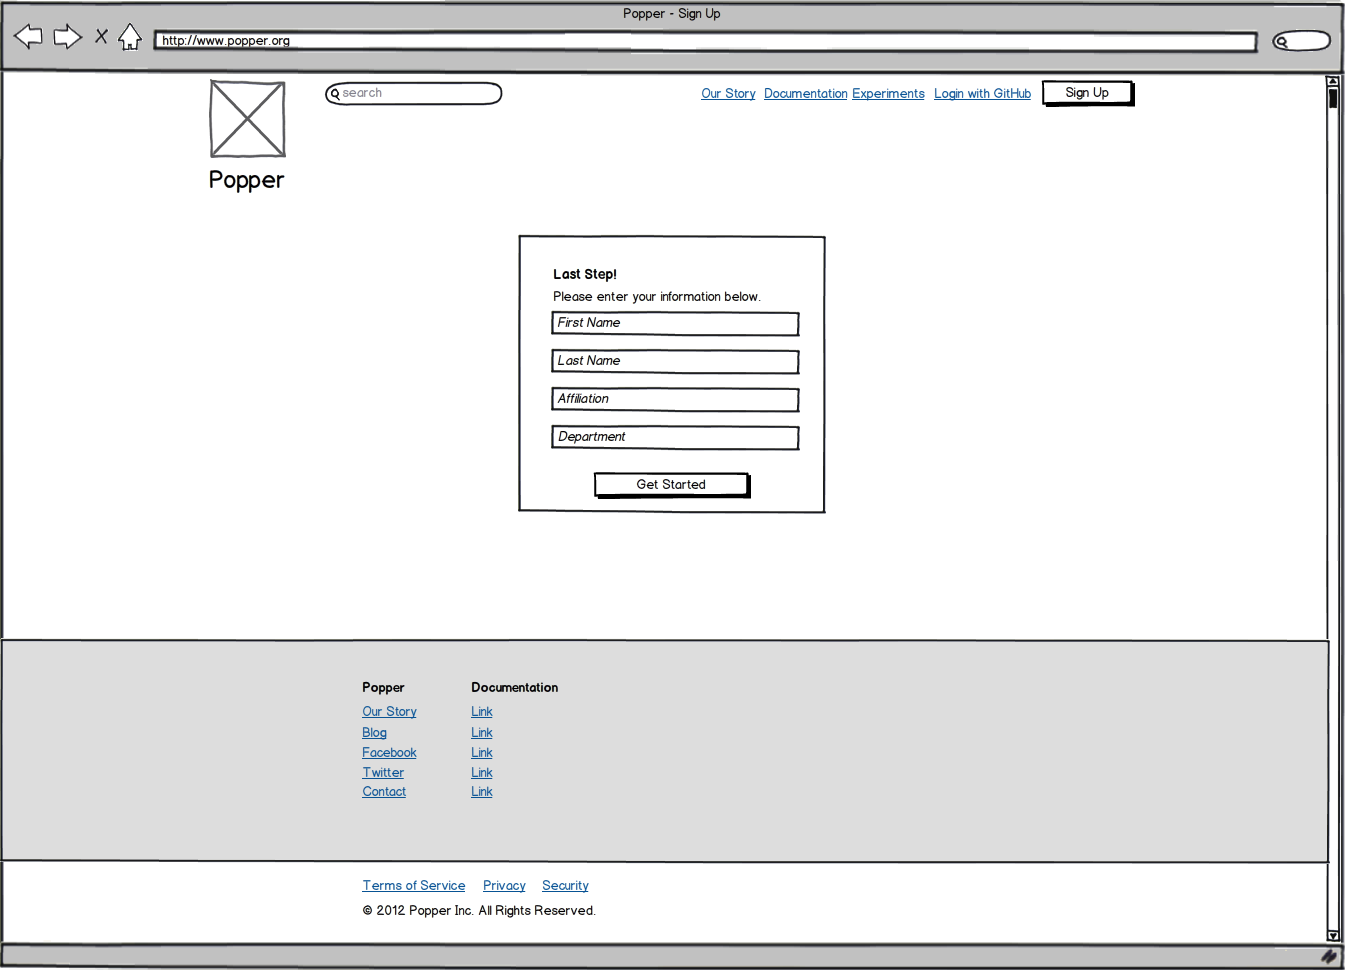 Popper - Sign Up
http://www.popper.org
search
Our Story Documentation Experiments Login with GitHub Sign Up
Popper
Last Step!
Please enter your information below.
First Name
Last Name
Affiliation
Department
Get Started
Popper Documentation
Our Story Link
Blog Link
Facebook Link
Twitter Link
Contact Link
Terms of Service Privacy Security
© 2012 Popper Inc. All Rights Reserved.